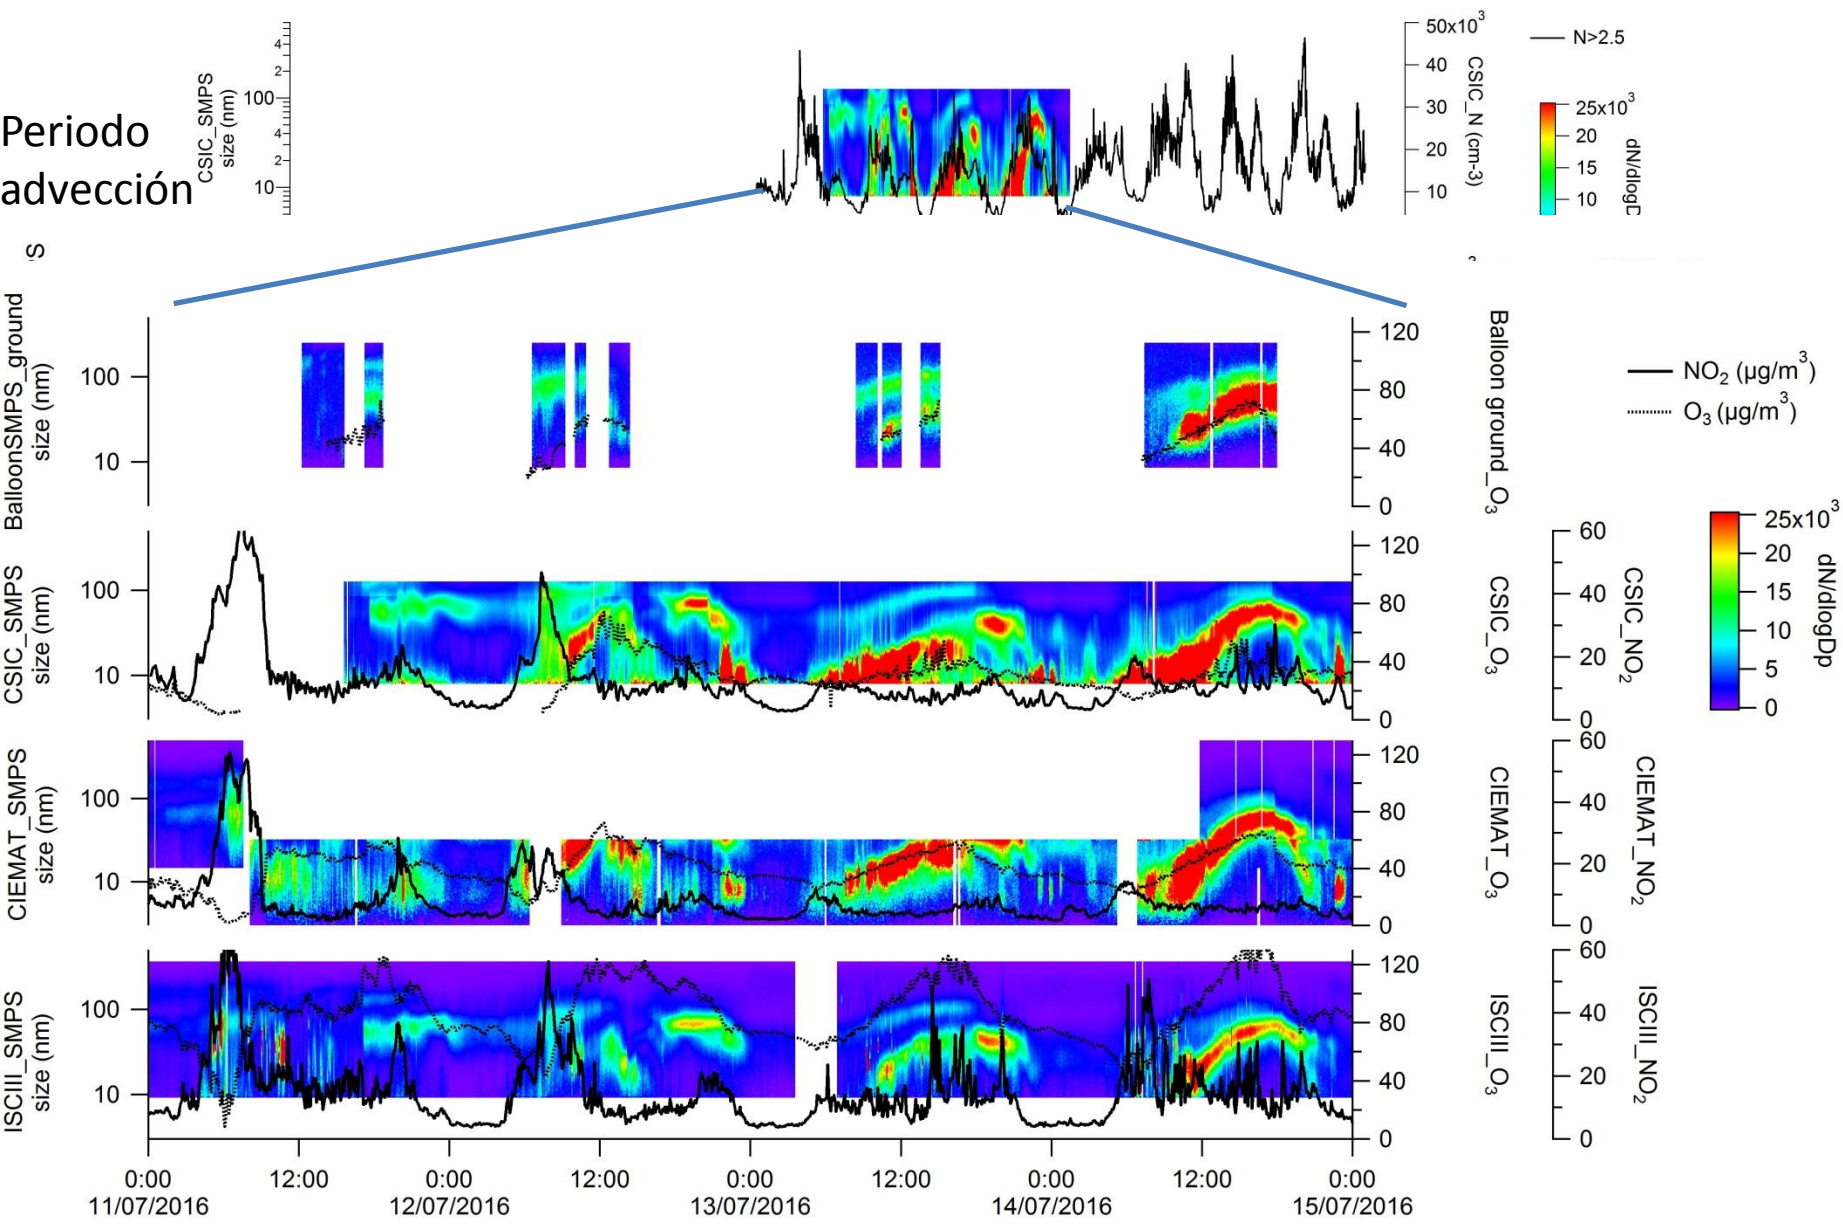 Periodo
advección
CSIC_SMPS
size (nm)
4
2
100
4
2
10
50x10³
40
30
20
10
CSIC_N (cm-3)
N>2.5
25x10³
20
15
10
BalloonSMPS_ground
size (nm)
100
10
120
80
40
0
Balloon ground_O₃
NO₂ (µg/m³)
O₃ (µg/m³)
CSIC_SMPS
size (nm)
100
10
120
80
40
0
CSIC_O₃
60
40
20
0
CSIC_NO₂
25x10³
20
15
10
5
0
dN/dlogDp
CIEMAT_SMPS
size (nm)
100
10
120
80
40
0
CIEMAT_O₃
60
40
20
0
CIEMAT_NO₂
ISCIII_SMPS
size (nm)
100
10
120
80
40
0
ISCIII_O₃
60
40
20
0
ISCIII_NO₂
0:00 12:00 0:00 12:00 0:00 12:00 0:00 12:00 0:00
11/07/2016 12/07/2016 13/07/2016 14/07/2016 15/07/2016